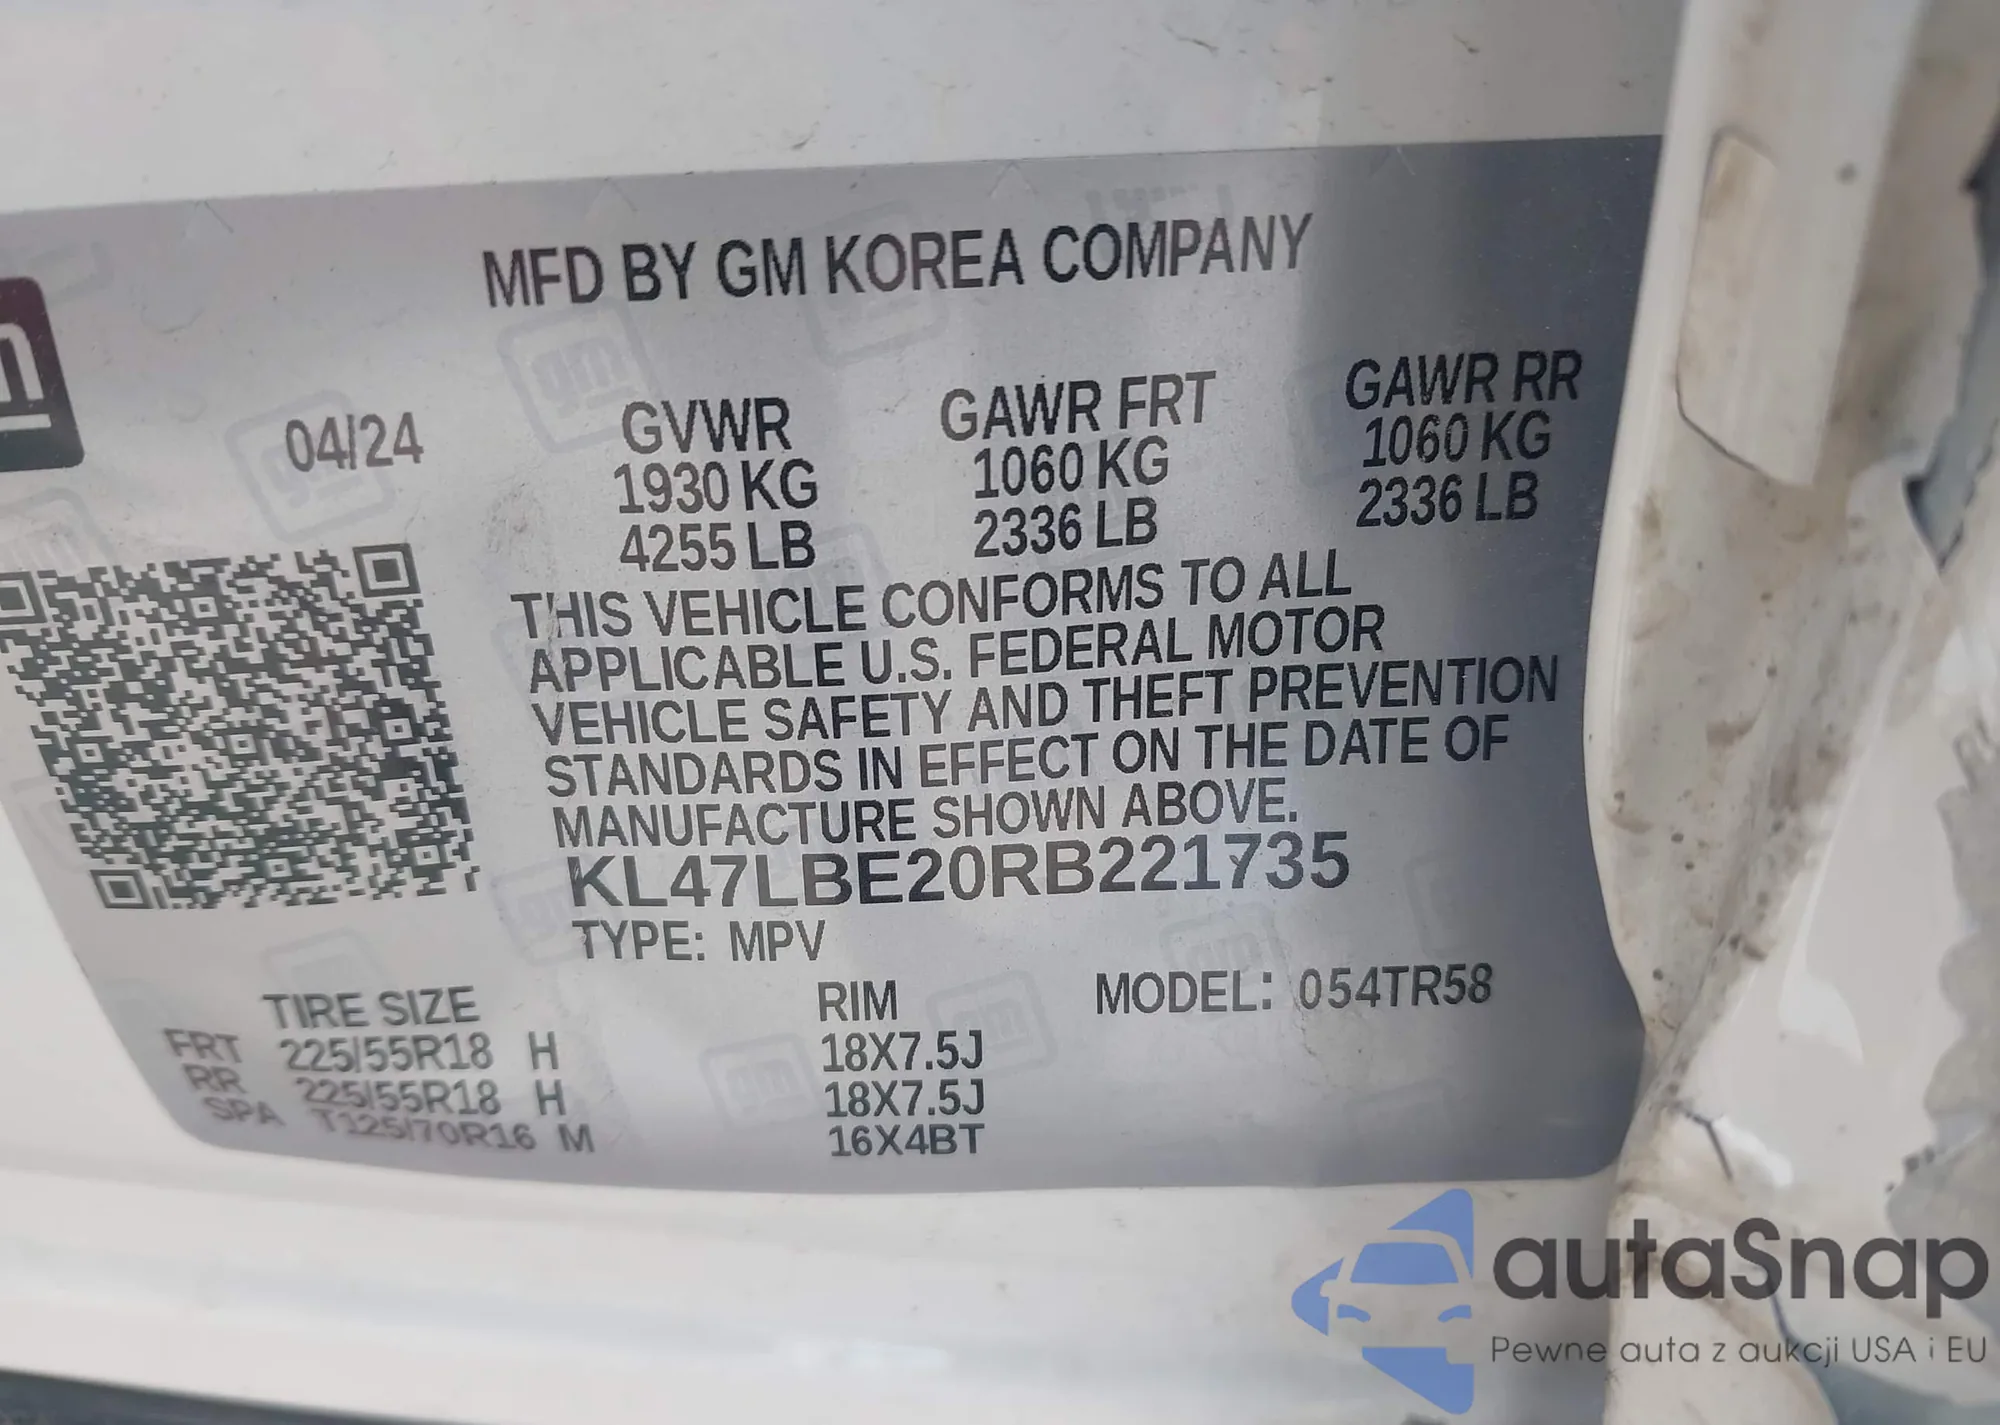 MFD BY GM KOREA COMPANY
04/24 GVWR GAWR FRT GAWR RR
1930 KG 1060 KG 1060 KG
4255 LB 2336 LB 2336 LB
THIS VEHICLE CONFORMS TO ALL
APPLICABLE U.S. FEDERAL MOTOR
VEHICLE SAFETY AND THEFT PREVENTION
STANDARDS IN EFFECT ON THE DATE OF
MANUFACTURE SHOWN ABOVE.
KL47LBE20RB221735
TYPE: MPV
TIRE SIZE RIM MODEL: 054TR58
FRT 225/55R18 H 18X7.5J
RR 225/55R18 H 18X7.5J
SPA T125/70R16 M 16X4BT
autaSnap
Pewne auta z aukcji USA i EU